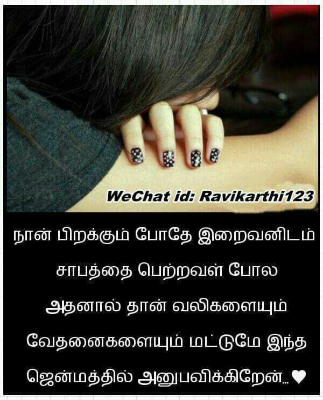 WeChat id: Ravikarthi123
நான் பிறக்கும் போதே இறைவனிடம்
சாபத்தை பெற்றவள் போல
அதனால் தான் வலிகளையும்
வேதனைகளையும் மட்டுமே இந்த
ஜென்மத்தில் அனுபவிக்கிறேன்...♥